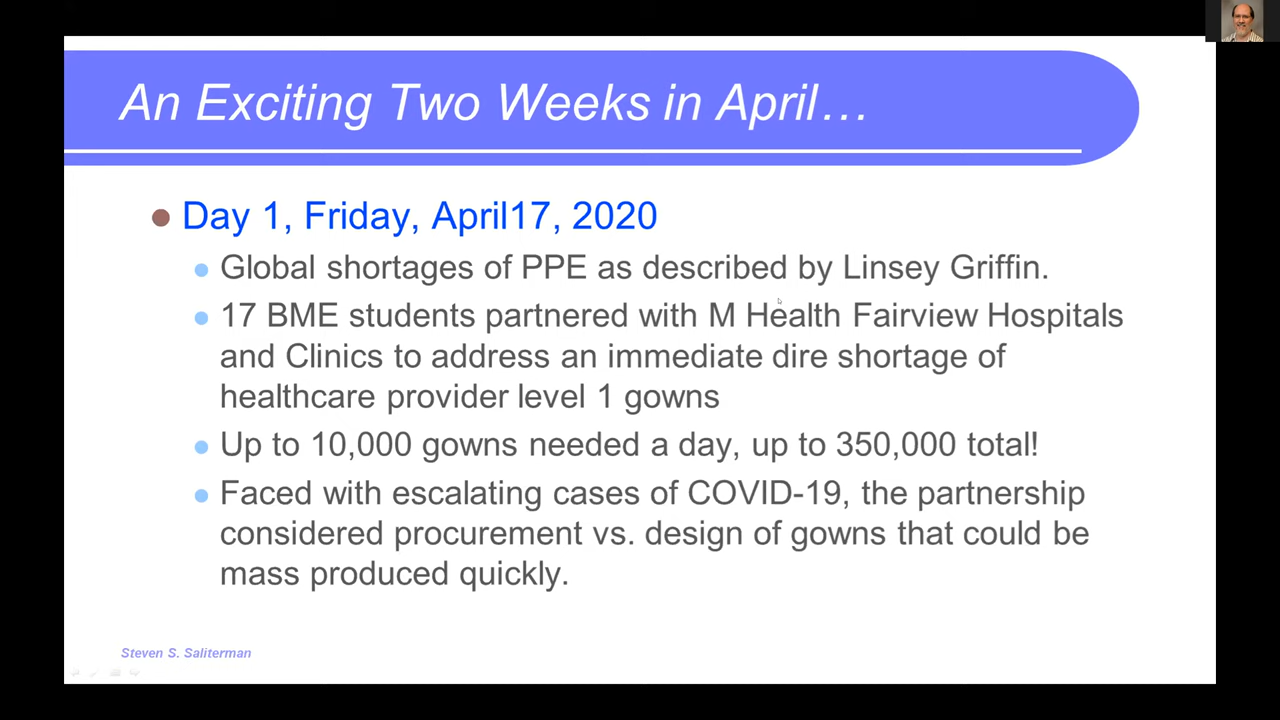 An Exciting Two Weeks in April…
Day 1, Friday, April17, 2020
Global shortages of PPE as described by Linsey Griffin.
17 BME students partnered with M Health Fairview Hospitals
and Clinics to address an immediate dire shortage of
healthcare provider level 1 gowns
Up to 10,000 gowns needed a day, up to 350,000 total!
Faced with escalating cases of COVID-19, the partnership
considered procurement vs. design of gowns that could be
mass produced quickly.
Steven S. Saliterman